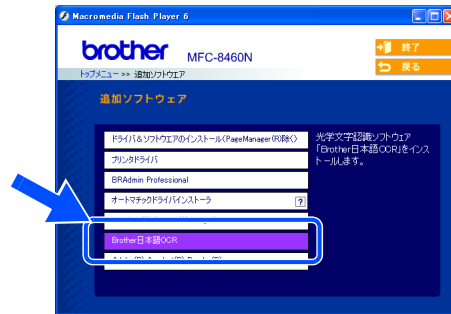 Macromedia Flash Player 6
brother
MFC-8460N
終了
戻る
トップメニュー >> 追加ソフトウェア
追加ソフトウェア
ドライバ&ソフトウエアのインストール(PageManager(R)除く)
プリンタドライバ
BRAdmin Professional
オートマチックドライバインストーラ
?
Brother日本語OCR
光学文字認識ソフトウェア
「Brother日本語OCR」をインス
トールします。